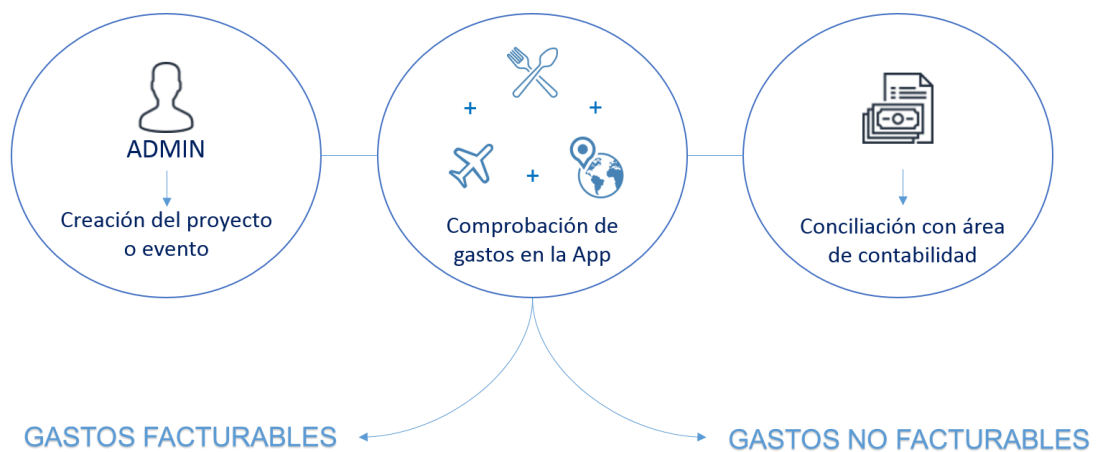 ADMIN
Creación del proyecto
o evento
+
+
+
Comprobación de
gastos en la App
Conciliación con área
de contabilidad
GASTOS FACTURABLES
GASTOS NO FACTURABLES